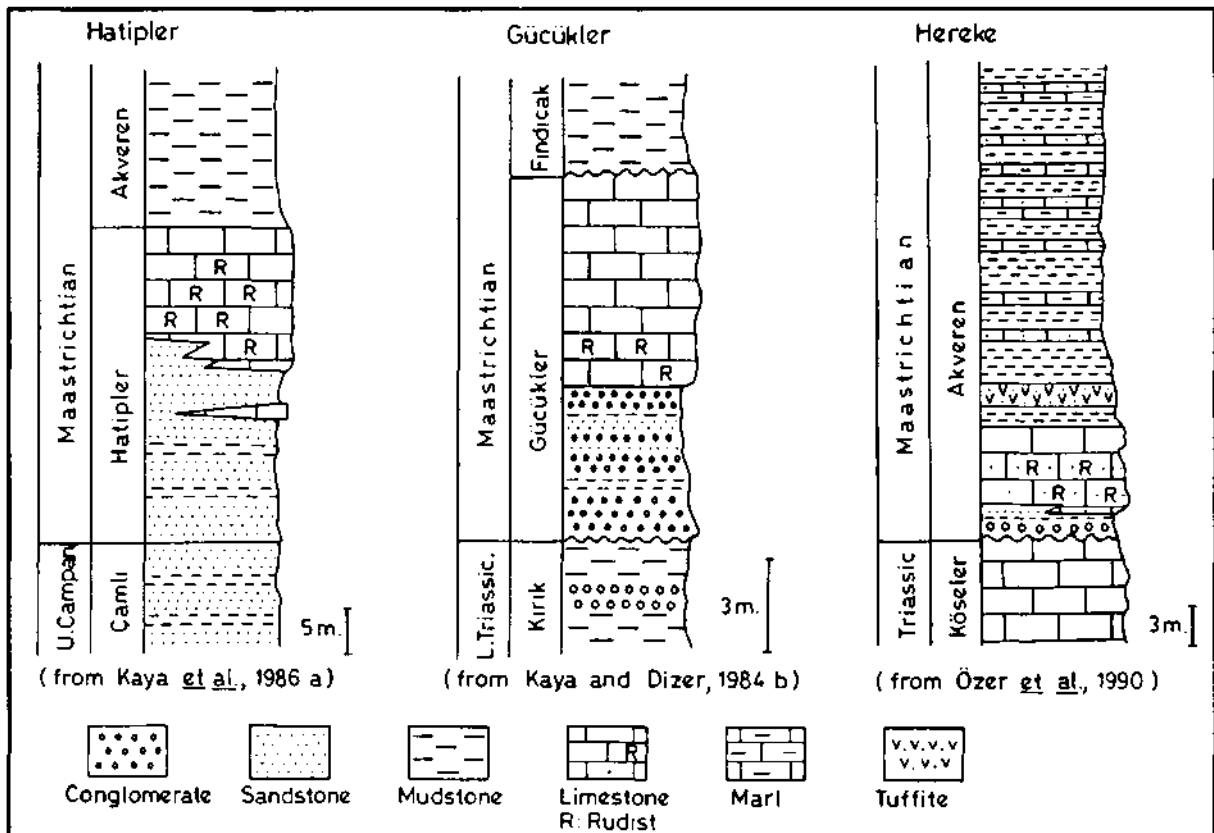 Hatipler
Gücükler
Hereke
Maastrichtian
U.Campan
Akveren
Hatipler
Çamlı
R
R R
R R
R
5m.
Maastrichtian
L.Triassic.
Fındıcak
Gücükler
Kırık
R R
R
3m.
Maastrichtian
Triassic
Akveren
Köseler
R R
R R
3m.
(from Kaya et al., 1986 a)
(from Kaya and Dizer, 1984 b)
(from Özer et al., 1990)
R
Conglomerate
Sandstone
Mudstone
Limestone
R: Rudist
Marl
Tuffite